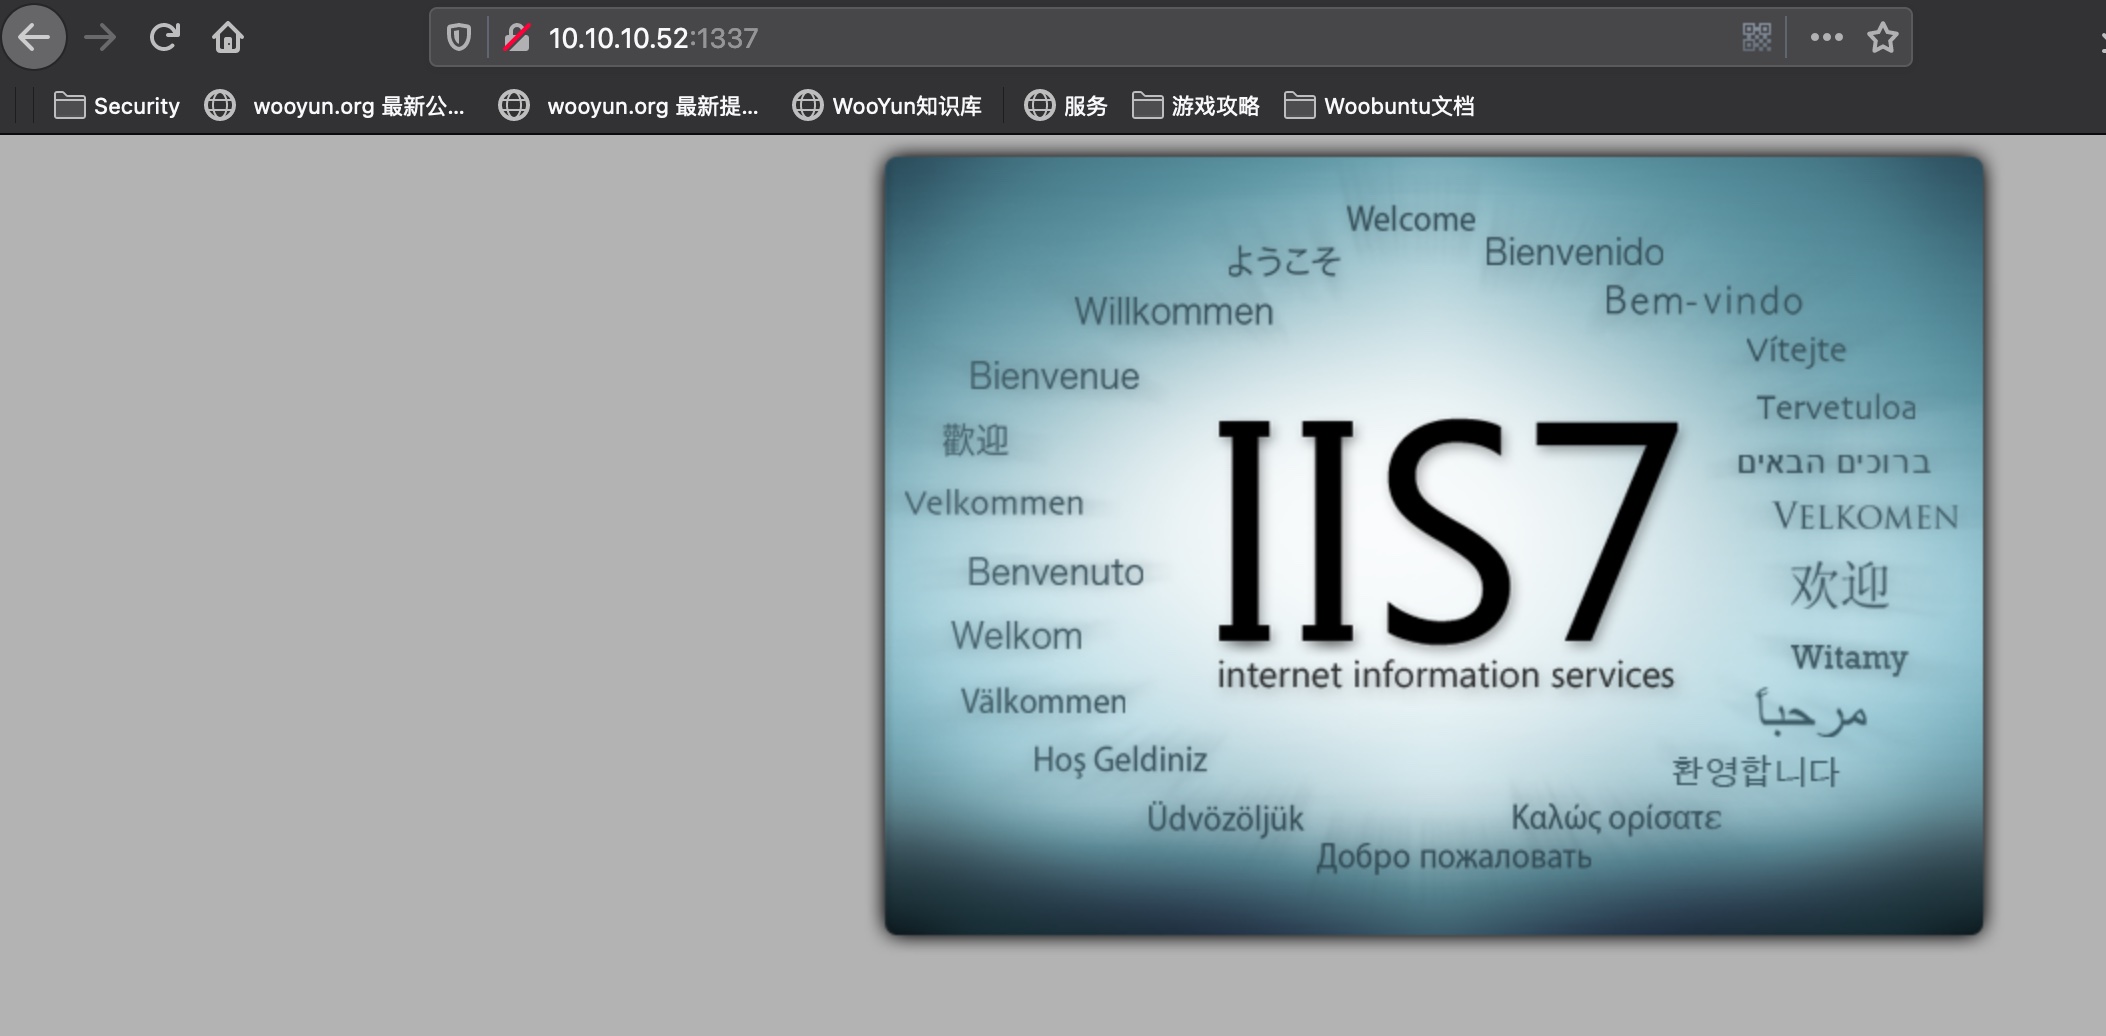 10.10.10.52:1337
Security wooyun.org 最新公... wooyun.org 最新提... WooYun知识库 服务 游戏攻略 Woobuntu文档
Welcome
ようこそ
Bienvenido
Willkommen
Bem-vindo
Vítejte
Bienvenue
Tervetuloa
歡迎
ברוכים הבאים
Velkommen
VELKOMEN
IIS7
Benvenuto
欢迎
Welkom
Witamy
internet information services
Välkommen
مرحباً
Hoş Geldiniz
환영합니다
Üdvözöljük
Καλώς ορίσατε
Добро пожаловать